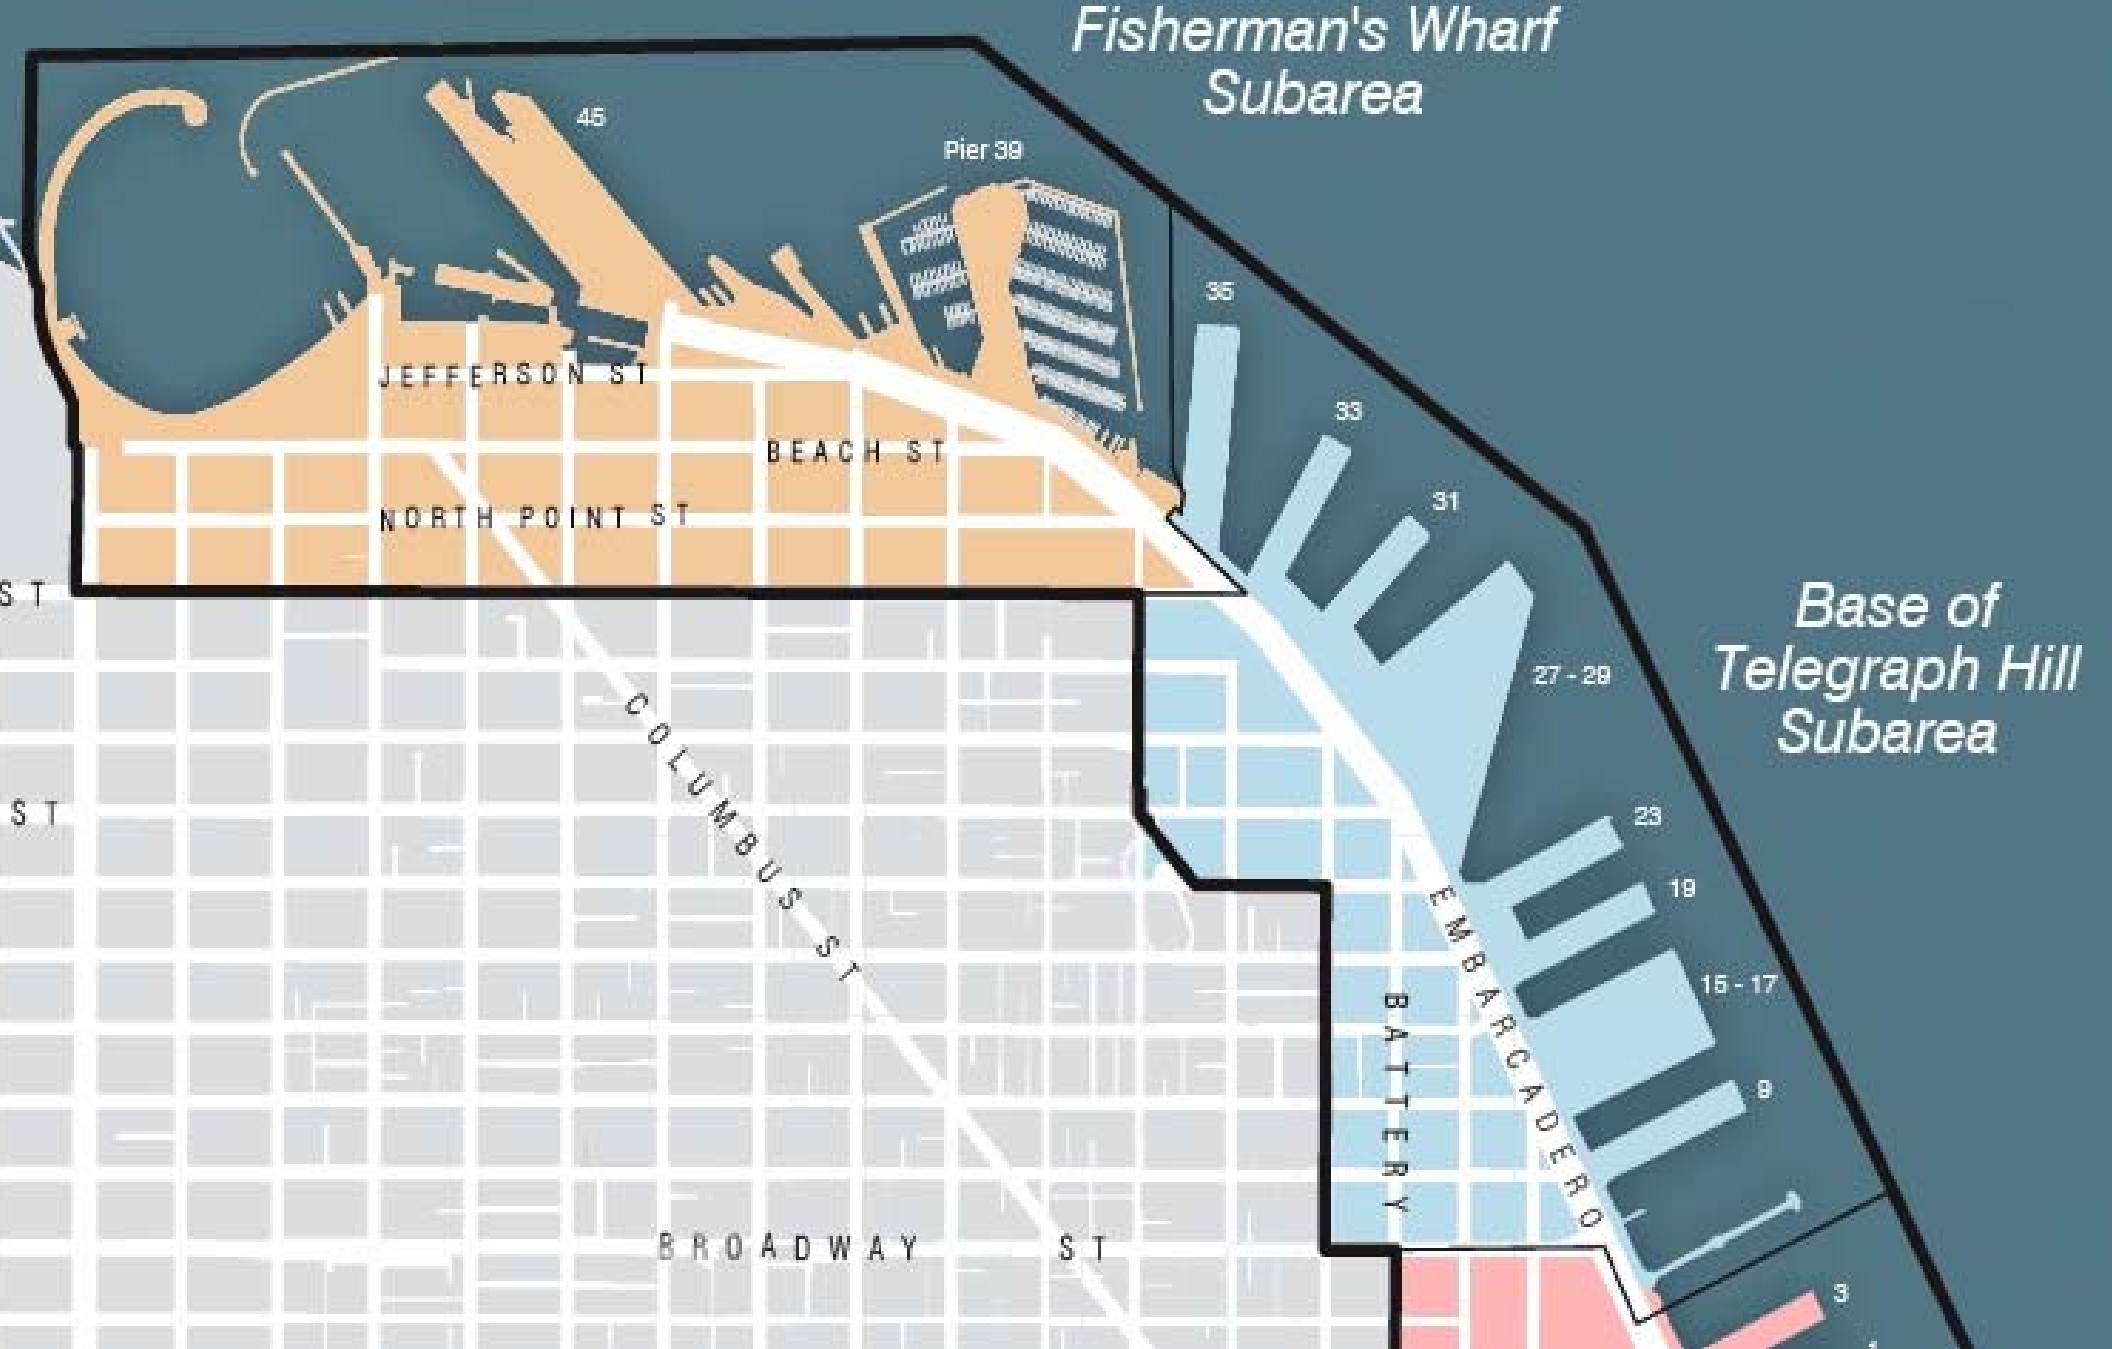 Fisherman's Wharf
Subarea
45
Pier 39
35
JEFFERSON ST
33
BEACH ST
31
NORTH POINT ST
ST
Base of
Telegraph Hill
Subarea
27 - 29
COLUMBUS ST
ST
23
19
EMBARCADERO
15 - 17
BATTERY
9
BROADWAY ST
3